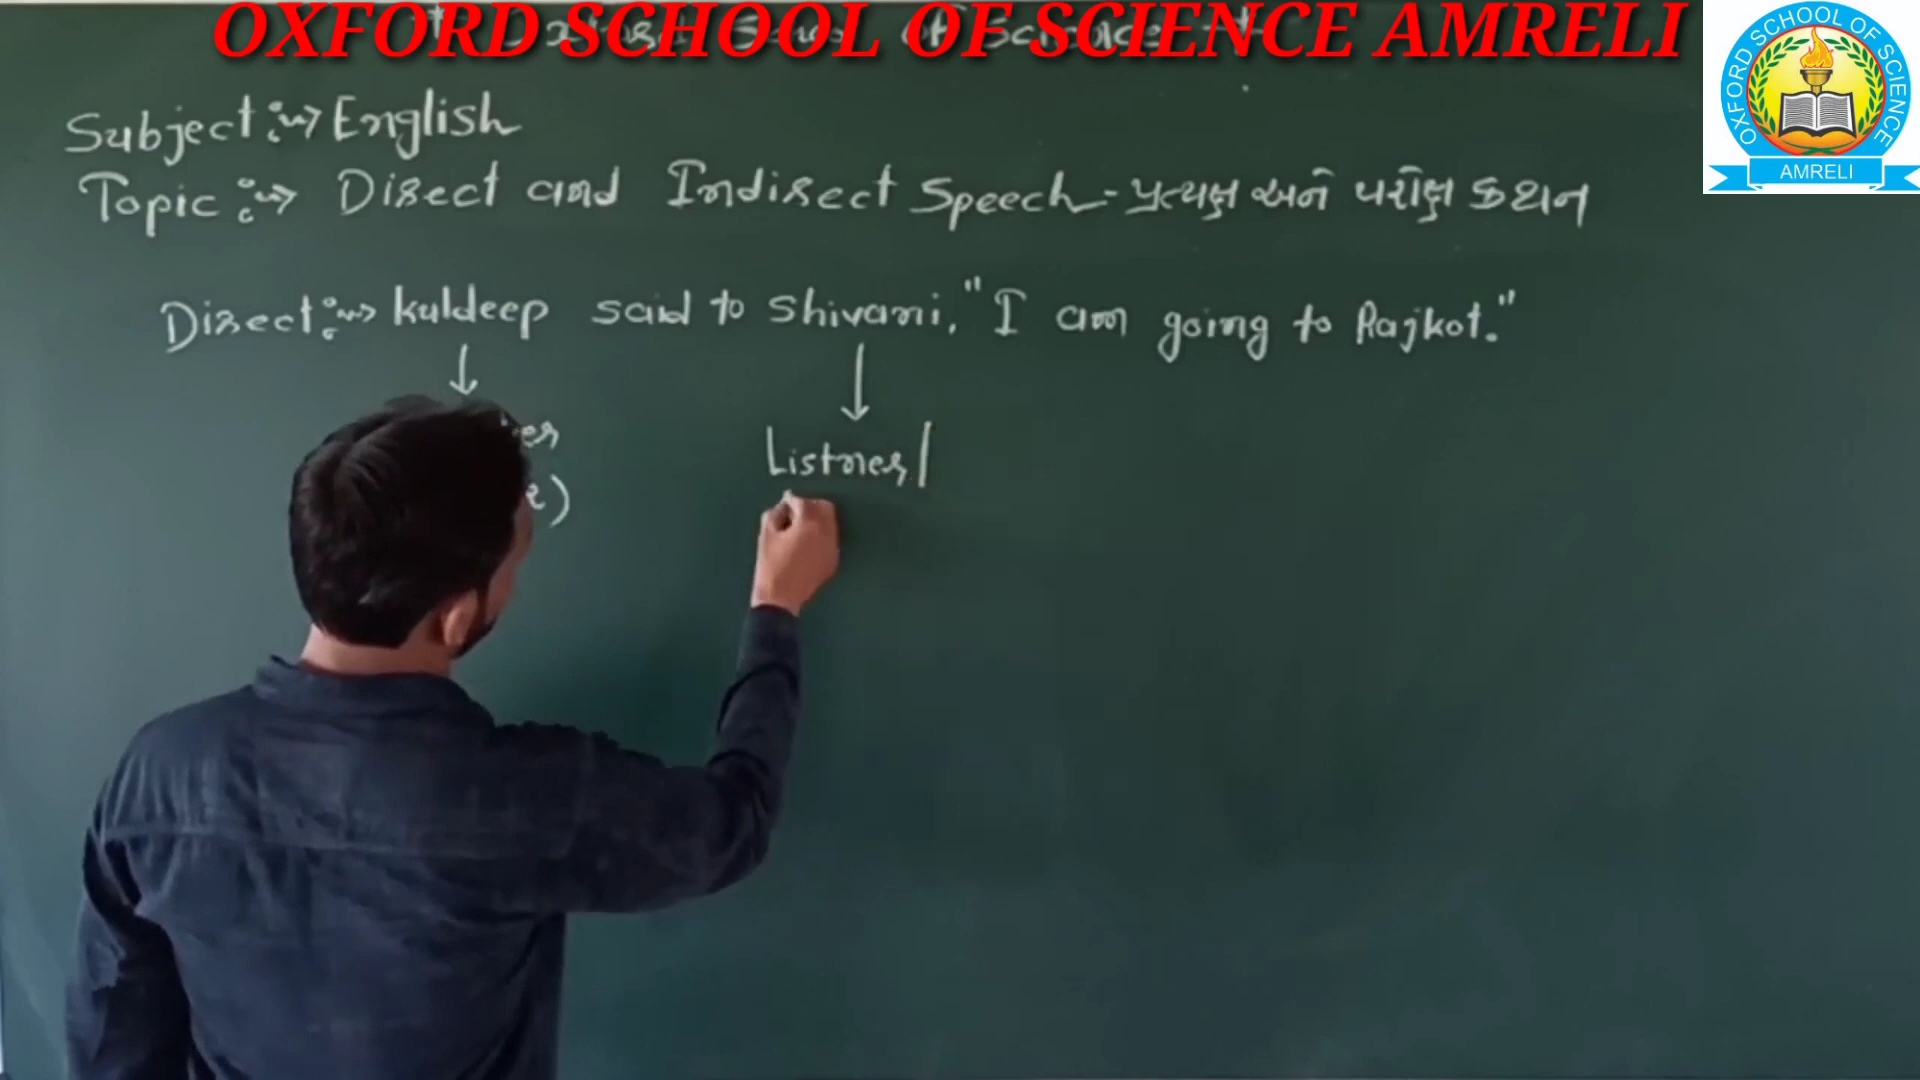 OXFORD SCHOOL OF SCIENCE AMRELI
OXFORD SCHOOL OF SCIENCE
AMRELI
Subject :~> English
Topic :~> Direct and Indirect Speech - પ્રત્યક્ષ અને પરોક્ષ કથન
Direct :~> kuldeep said to Shivani, "I am going to Rajkot."
Listner/